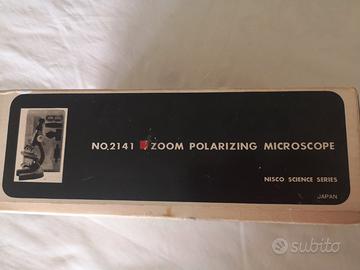 NO.2141 ZOOM POLARIZING MICROSCOPE
NISCO SCIENCE SERIES
JAPAN
subito